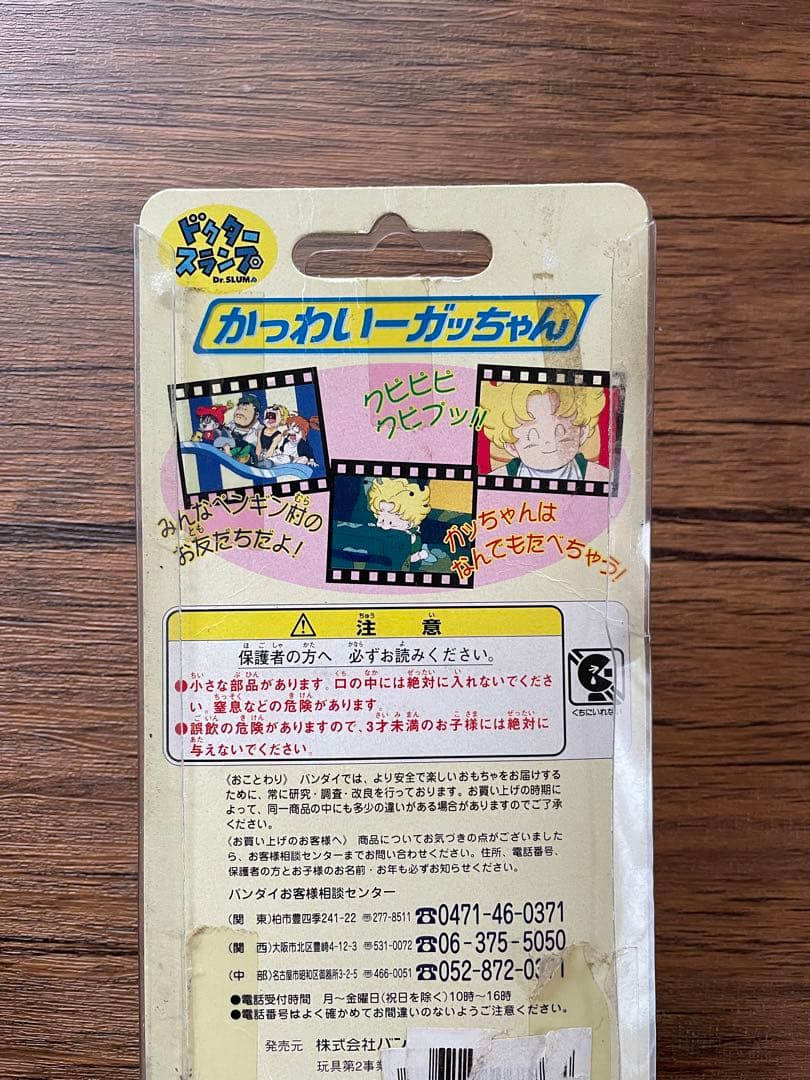 ドクター
スランプ
Dr.SLUMP
かっわいーガッちゃん
クピピピ
クピプッ!!
みんなペンギン村のお友だちだよ!
ガッちゃんは
なんでもたべちゃう!
⚠注意
保護者の方へ 必ずお読みください。
●小さな部品があります。口の中には絶対に入れないでくださ
い。窒息などの危険があります。
●誤飲の危険がありますので、3才未満のお子様には絶対に
与えないでください。
くちにいれない
〈おことわり〉 バンダイでは、より安全で楽しいおもちゃをお届けする
ために、常に研究・調査・改良を行っております。お買い上げの時期
によって、同一商品の中にも多少の違いがある場合がありますのでご了承
ください。
〈お買い上げのお客様へ〉 商品についてお気づきの点がございました
ら、お客様相談センターまでお問い合わせください。住所、電話番号、
保護者の方とお子様のお名前・お年も必ずお知らせください。
バンダイお客様相談センター
(関 東)柏市豊四季241-22 〒277-8511 ☎0471-46-0371
(関 西)大阪市北区豊崎4-12-3 〒531-0072 ☎06-375-5050
(中 部)名古屋市昭和区御器所3-2-5 〒466-0051 ☎052-872-0371
●電話受付時間 月〜金曜日(祝日を除く)10時〜16時
●電話番号はよく確かめてお間違いのないようご注意ください。
発売元 株式会社バン
玩具第2事業